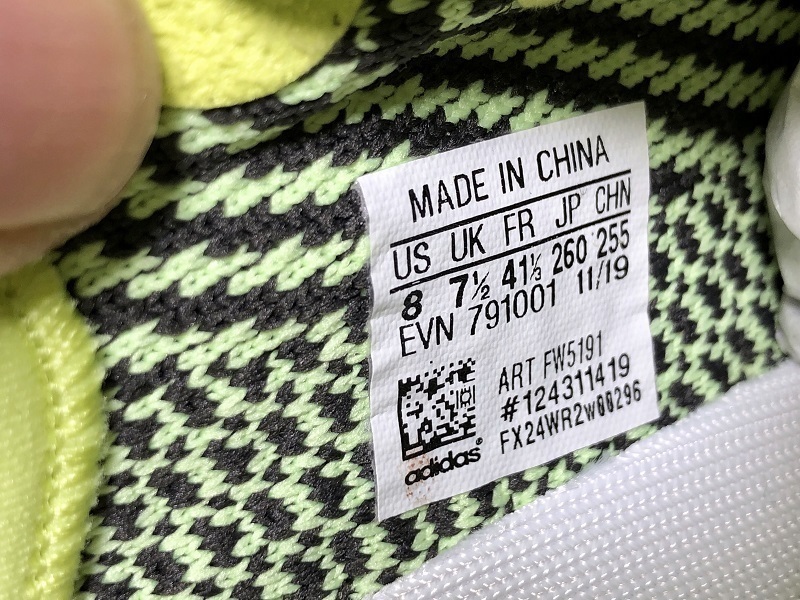 MADE IN CHINA
US UK FR JP CHN
8 7½ 41⅓ 260 255
EVN 791001 11/19
ART FW5191
#124311419
FX24WR2W00296
adidas®